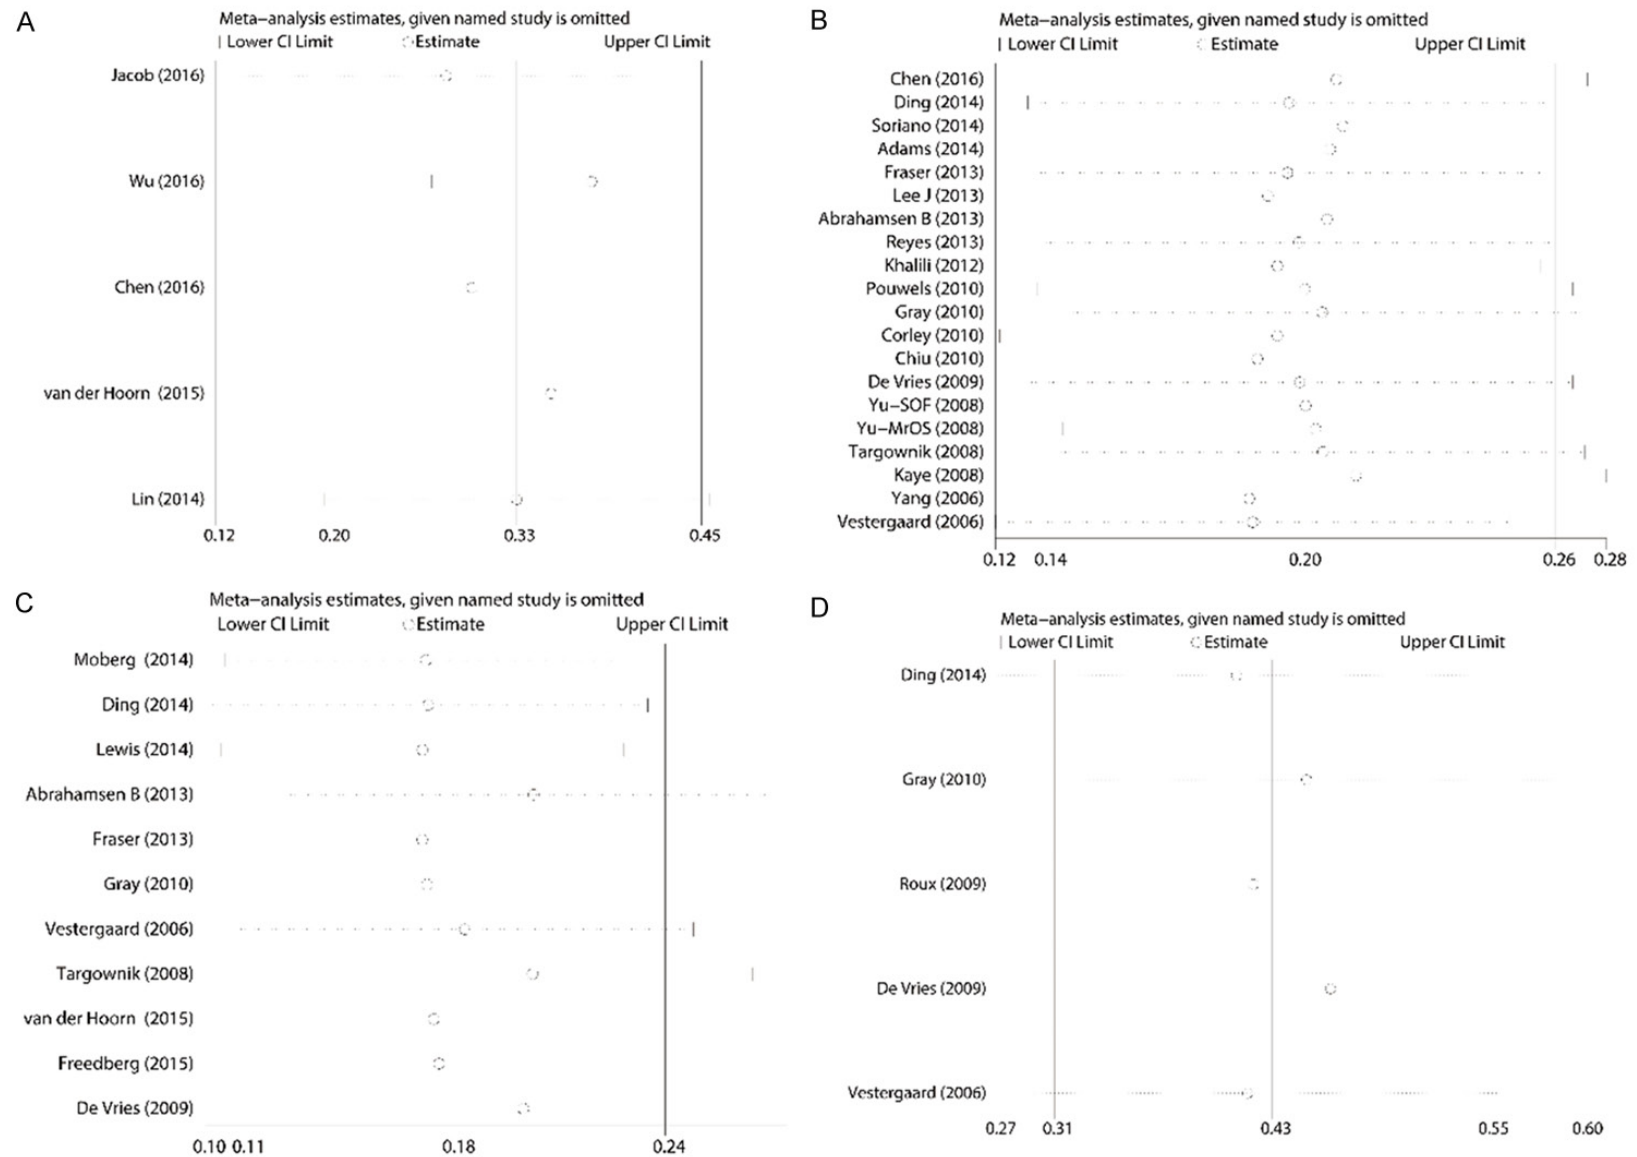 A
Meta−analysis estimates, given named study is omitted
Lower CI Limit Estimate Upper CI Limit
Jacob (2016)
Wu (2016)
Chen (2016)
van der Hoorn (2015)
Lin (2014)
0.12 0.20 0.33 0.45
B
Meta−analysis estimates, given named study is omitted
Lower CI Limit Estimate Upper CI Limit
Chen (2016)
Ding (2014)
Soriano (2014)
Adams (2014)
Fraser (2013)
Lee J (2013)
Abrahamsen B (2013)
Reyes (2013)
Khalili (2012)
Pouwels (2010)
Gray (2010)
Corley (2010)
Chiu (2010)
De Vries (2009)
Yu−SOF (2008)
Yu−MrOS (2008)
Targownik (2008)
Kaye (2008)
Yang (2006)
Vestergaard (2006)
0.12 0.14 0.20 0.26 0.28
C
Meta−analysis estimates, given named study is omitted
Lower CI Limit Estimate Upper CI Limit
Moberg (2014)
Ding (2014)
Lewis (2014)
Abrahamsen B (2013)
Fraser (2013)
Gray (2010)
Vestergaard (2006)
Targownik (2008)
van der Hoorn (2015)
Freedberg (2015)
De Vries (2009)
0.10 0.11 0.18 0.24
D
Meta−analysis estimates, given named study is omitted
Lower CI Limit Estimate Upper CI Limit
Ding (2014)
Gray (2010)
Roux (2009)
De Vries (2009)
Vestergaard (2006)
0.27 0.31 0.43 0.55 0.60